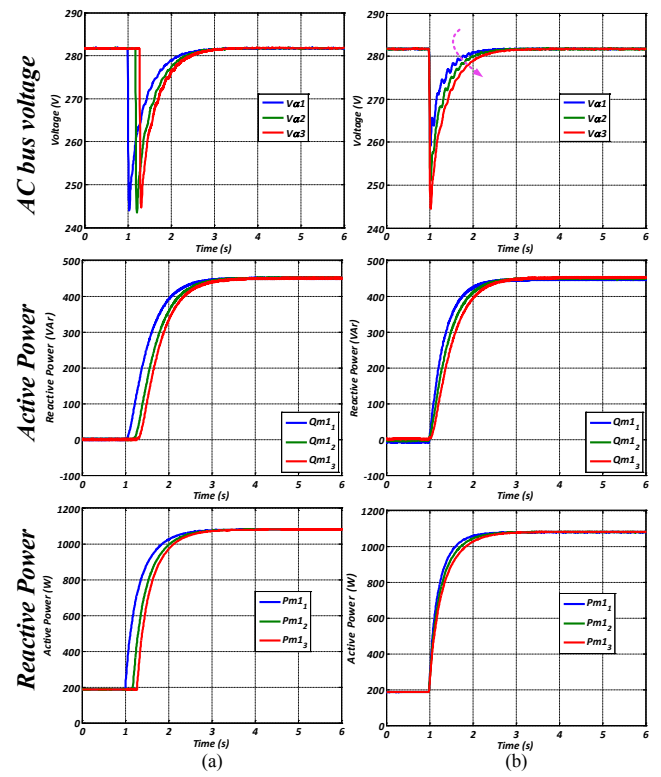 AC bus voltage
Voltage (V)
290
280
270
260
250
240
Vα1
Vα2
Vα3
0 1 2 3 4 5 6
Time (s)
Voltage (V)
290
280
270
260
250
240
230
Vα1
Vα2
Vα3
0 1 2 3 4 5 6
Time (s)
Active Power
Reactive Power (VAr)
500
400
300
200
100
0
-100
Qm1₁
Qm1₂
Qm1₃
0 1 2 3 4 5 6
Time (s)
Reactive Power (VAr)
500
400
300
200
100
0
-100
Qm1₁
Qm1₂
Qm1₃
0 1 2 3 4 5 6
Time (s)
Reactive Power
Active Power (W)
1200
1000
800
600
400
200
0
Pm1₁
Pm1₂
Pm1₃
0 1 2 3 4 5 6
Time (s)
Active Power (W)
1200
1000
800
600
400
200
0
Pm1₁
Pm1₂
Pm1₃
0 1 2 3 4 5 6
Time (s)
(a)
(b)